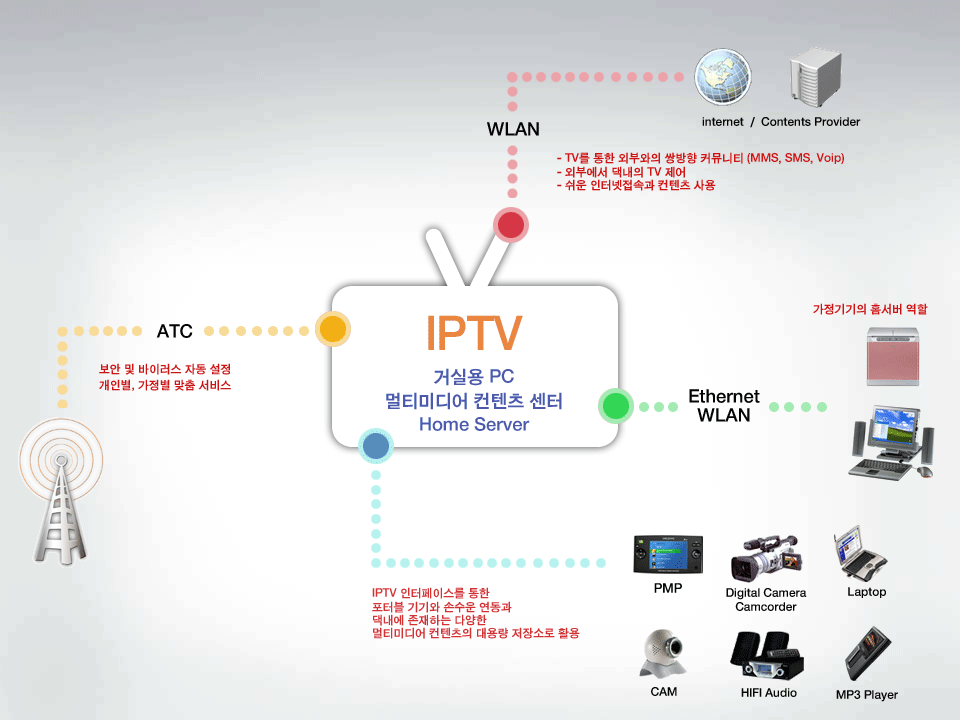 internet / Contents Provider
WLAN
- TV를 통한 외부와의 쌍방향 커뮤니티 (MMS, SMS, Voip)
- 외부에서 댁내의 TV 제어
- 쉬운 인터넷접속과 컨텐츠 사용
가정기기의 홈서버 역할
ATC
보안 및 바이러스 자동 설정
개인별, 가정별 맞춤 서비스
IPTV
거실용 PC
멀티미디어 컨텐츠 센터
Home Server
Ethernet
WLAN
IPTV 인터페이스를 통한
포터블 기기와 손수운 연동과
댁내에 존재하는 다양한
멀티미디어 컨텐츠의 대용량 저장소로 활용
PMP
Digital Camera
Camcorder
Laptop
CAM
HIFI Audio
MP3 Player